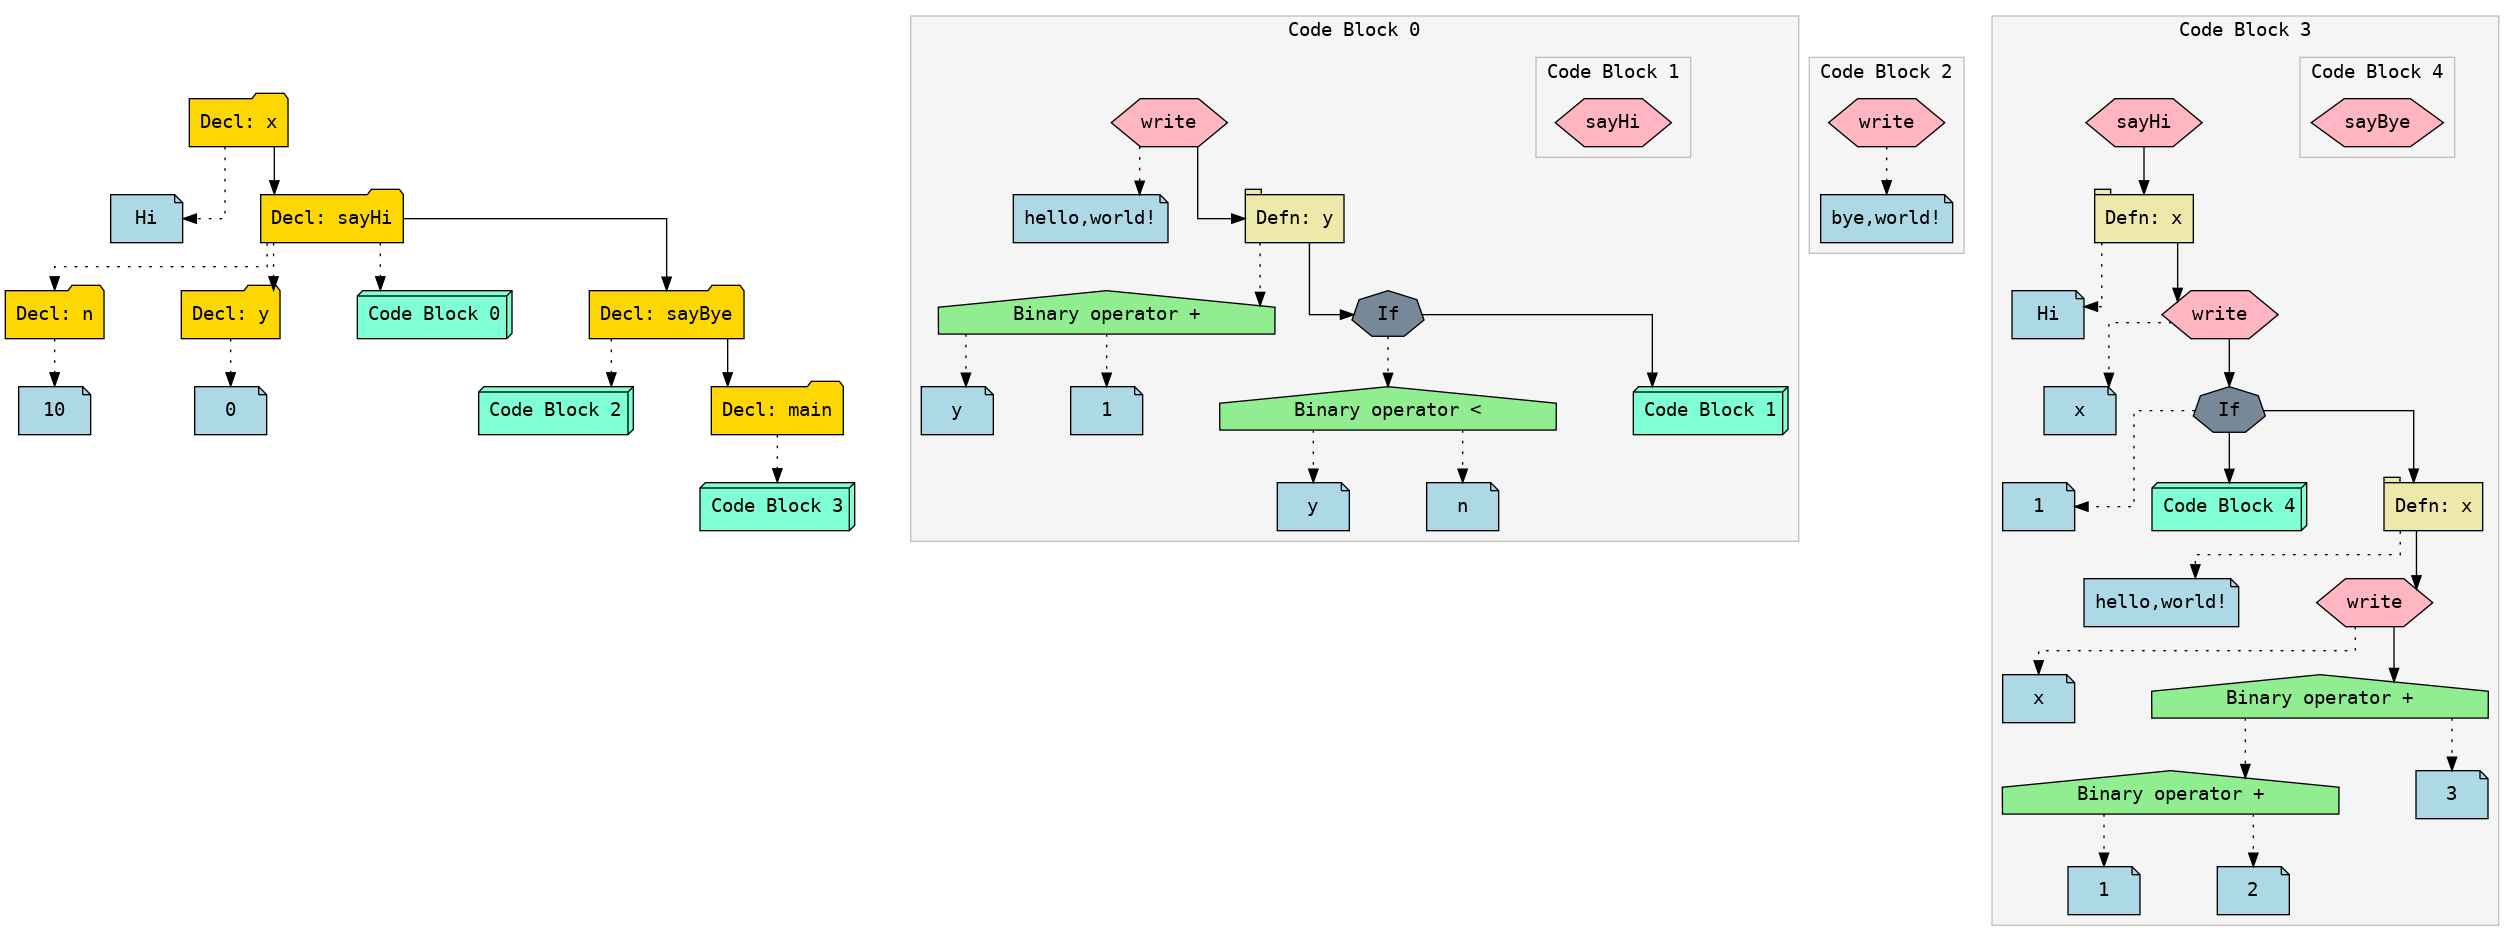 Decl: x
Hi
Decl: sayHi
Decl: n
Decl: y
Code Block 0
Decl: sayBye
10
0
Code Block 2
Decl: main
Code Block 3
Code Block 0
Code Block 1
write
sayHi
hello,world!
Defn: y
Binary operator +
If
y
1
Binary operator <
Code Block 1
y
n
Code Block 2
write
bye,world!
Code Block 3
Code Block 4
sayHi
sayBye
Defn: x
Hi
write
x
If
1
Code Block 4
Defn: x
hello,world!
write
x
Binary operator +
Binary operator +
3
1
2